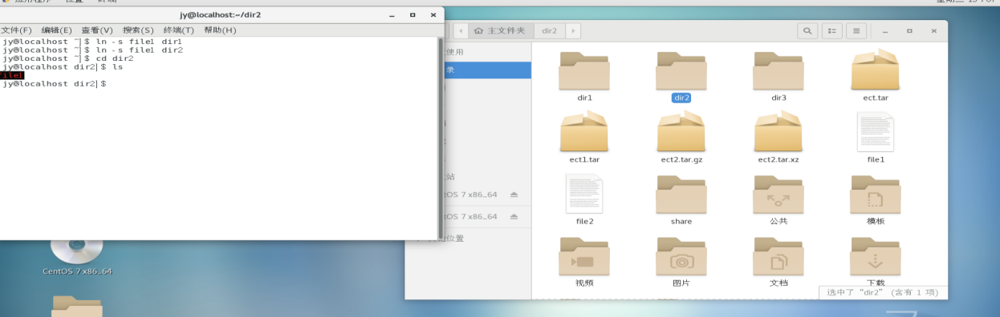 jy@localhost:~/dir2
文件(F) 编辑(E) 查看(V) 搜索(S) 终端(T) 帮助(H)
jy@localhost ~]$ ln -s file1 dir1
jy@localhost ~]$ ln -s file1 dir2
jy@localhost ~]$ cd dir2
jy@localhost dir2]$ ls
file1
jy@localhost dir2]$
主文件夹 dir2
使用
录
站
OS 7 x86_64
OS 7 x86_64
位置
dir1 dir2 dir3 ect.tar
ect1.tar ect2.tar.gz ect2.tar.xz file1
file2 share 公共 模板
视频 图片 文档 下载
选中了 “dir2” (含有 1 项)
CentOS 7 x86_64